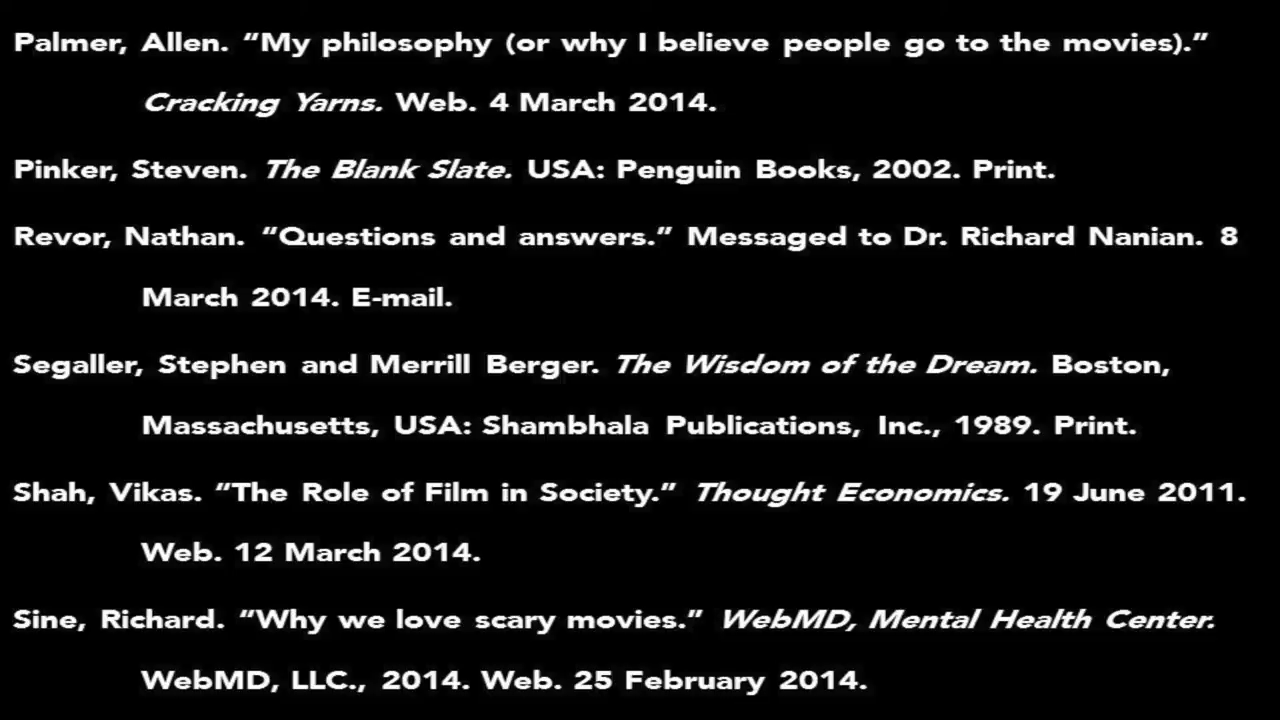 Palmer, Allen. “My philosophy (or why I believe people go to the movies).”
Cracking Yarns. Web. 4 March 2014.
Pinker, Steven. The Blank Slate. USA: Penguin Books, 2002. Print.
Revor, Nathan. “Questions and answers.” Messaged to Dr. Richard Nanian. 8
March 2014. E-mail.
Segaller, Stephen and Merrill Berger. The Wisdom of the Dream. Boston,
Massachusetts, USA: Shambhala Publications, Inc., 1989. Print.
Shah, Vikas. “The Role of Film in Society.” Thought Economics. 19 June 2011.
Web. 12 March 2014.
Sine, Richard. “Why we love scary movies.” WebMD, Mental Health Center.
WebMD, LLC., 2014. Web. 25 February 2014.